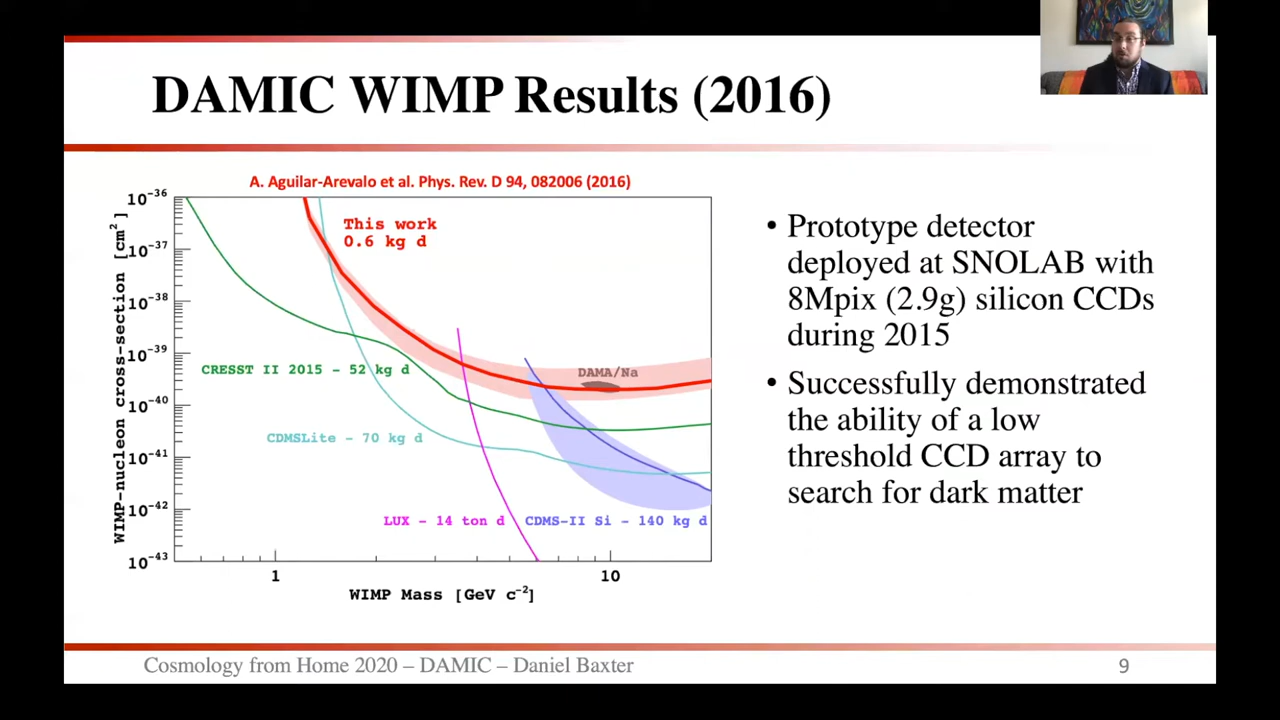 DAMIC WIMP Results (2016)
A. Aguilar-Arevalo et al. Phys. Rev. D 94, 082006 (2016)
WIMP-nucleon cross-section [cm²]
10⁻³⁶
10⁻³⁷
10⁻³⁸
10⁻³⁹
10⁻⁴⁰
10⁻⁴¹
10⁻⁴²
10⁻⁴³
This work
0.6 kg d
DAMA/Na
CRESST II 2015 - 52 kg d
CDMSLite - 70 kg d
LUX - 14 ton d
CDMS-II Si - 140 kg d
1
10
WIMP Mass [GeV c⁻²]
• Prototype detector
deployed at SNOLAB with
8Mpix (2.9g) silicon CCDs
during 2015
• Successfully demonstrated
the ability of a low
threshold CCD array to
search for dark matter
Cosmology from Home 2020 – DAMIC – Daniel Baxter
9